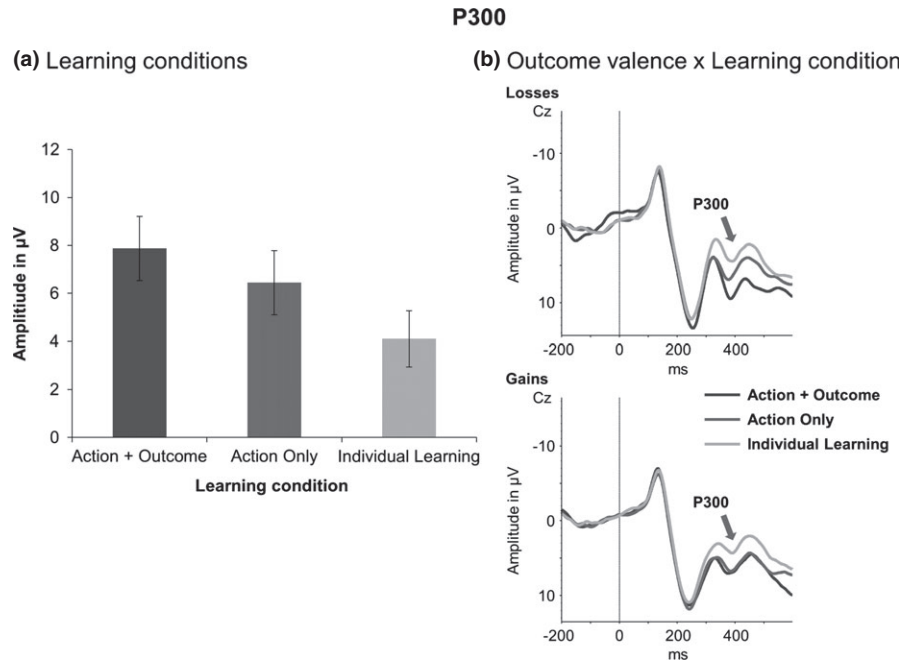 P300
(a) Learning conditions
Amplitiude in µV
12
10
8
6
4
2
0
Action + Outcome
Action Only
Individual Learning
Learning condition
(b) Outcome valence x Learning condition
Losses
Cz
Amplitude in µV
-10
0
10
P300
-200
0
200
400
ms
Gains
Cz
Amplitude in µV
-10
0
10
P300
Action + Outcome
Action Only
Individual Learning
-200
0
200
400
ms